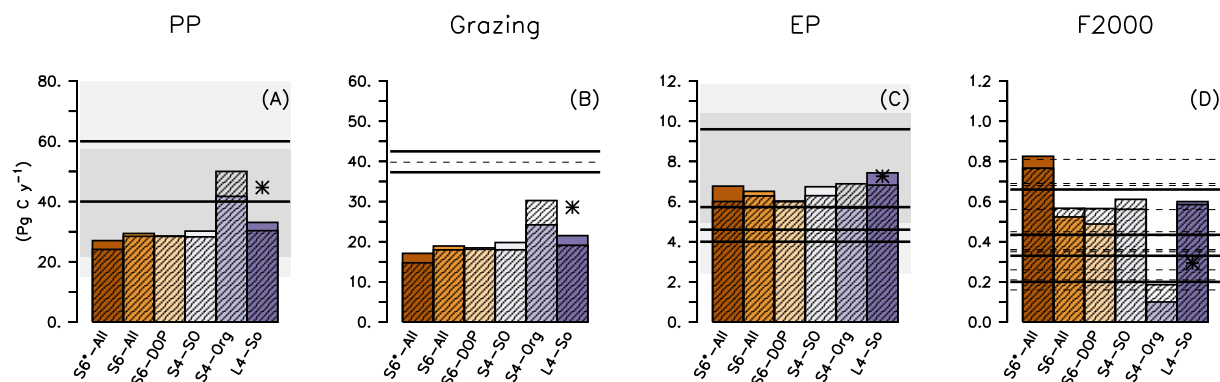 PP
Grazing
EP
F2000
(Pg C y⁻¹)
80.
60.
40.
20.
0.
(A)
S6*-All
S6-All
S6-DOP
S4-SO
S4-Org
L4-So
60.
50.
40.
30.
20.
10.
0.
(B)
S6*-All
S6-All
S6-DOP
S4-SO
S4-Org
L4-So
12.
10.
8.
6.
4.
2.
0.
(C)
S6*-All
S6-All
S6-DOP
S4-SO
S4-Org
L4-So
1.2
1.0
0.8
0.6
0.4
0.2
0.0
(D)
S6*-All
S6-All
S6-DOP
S4-SO
S4-Org
L4-So